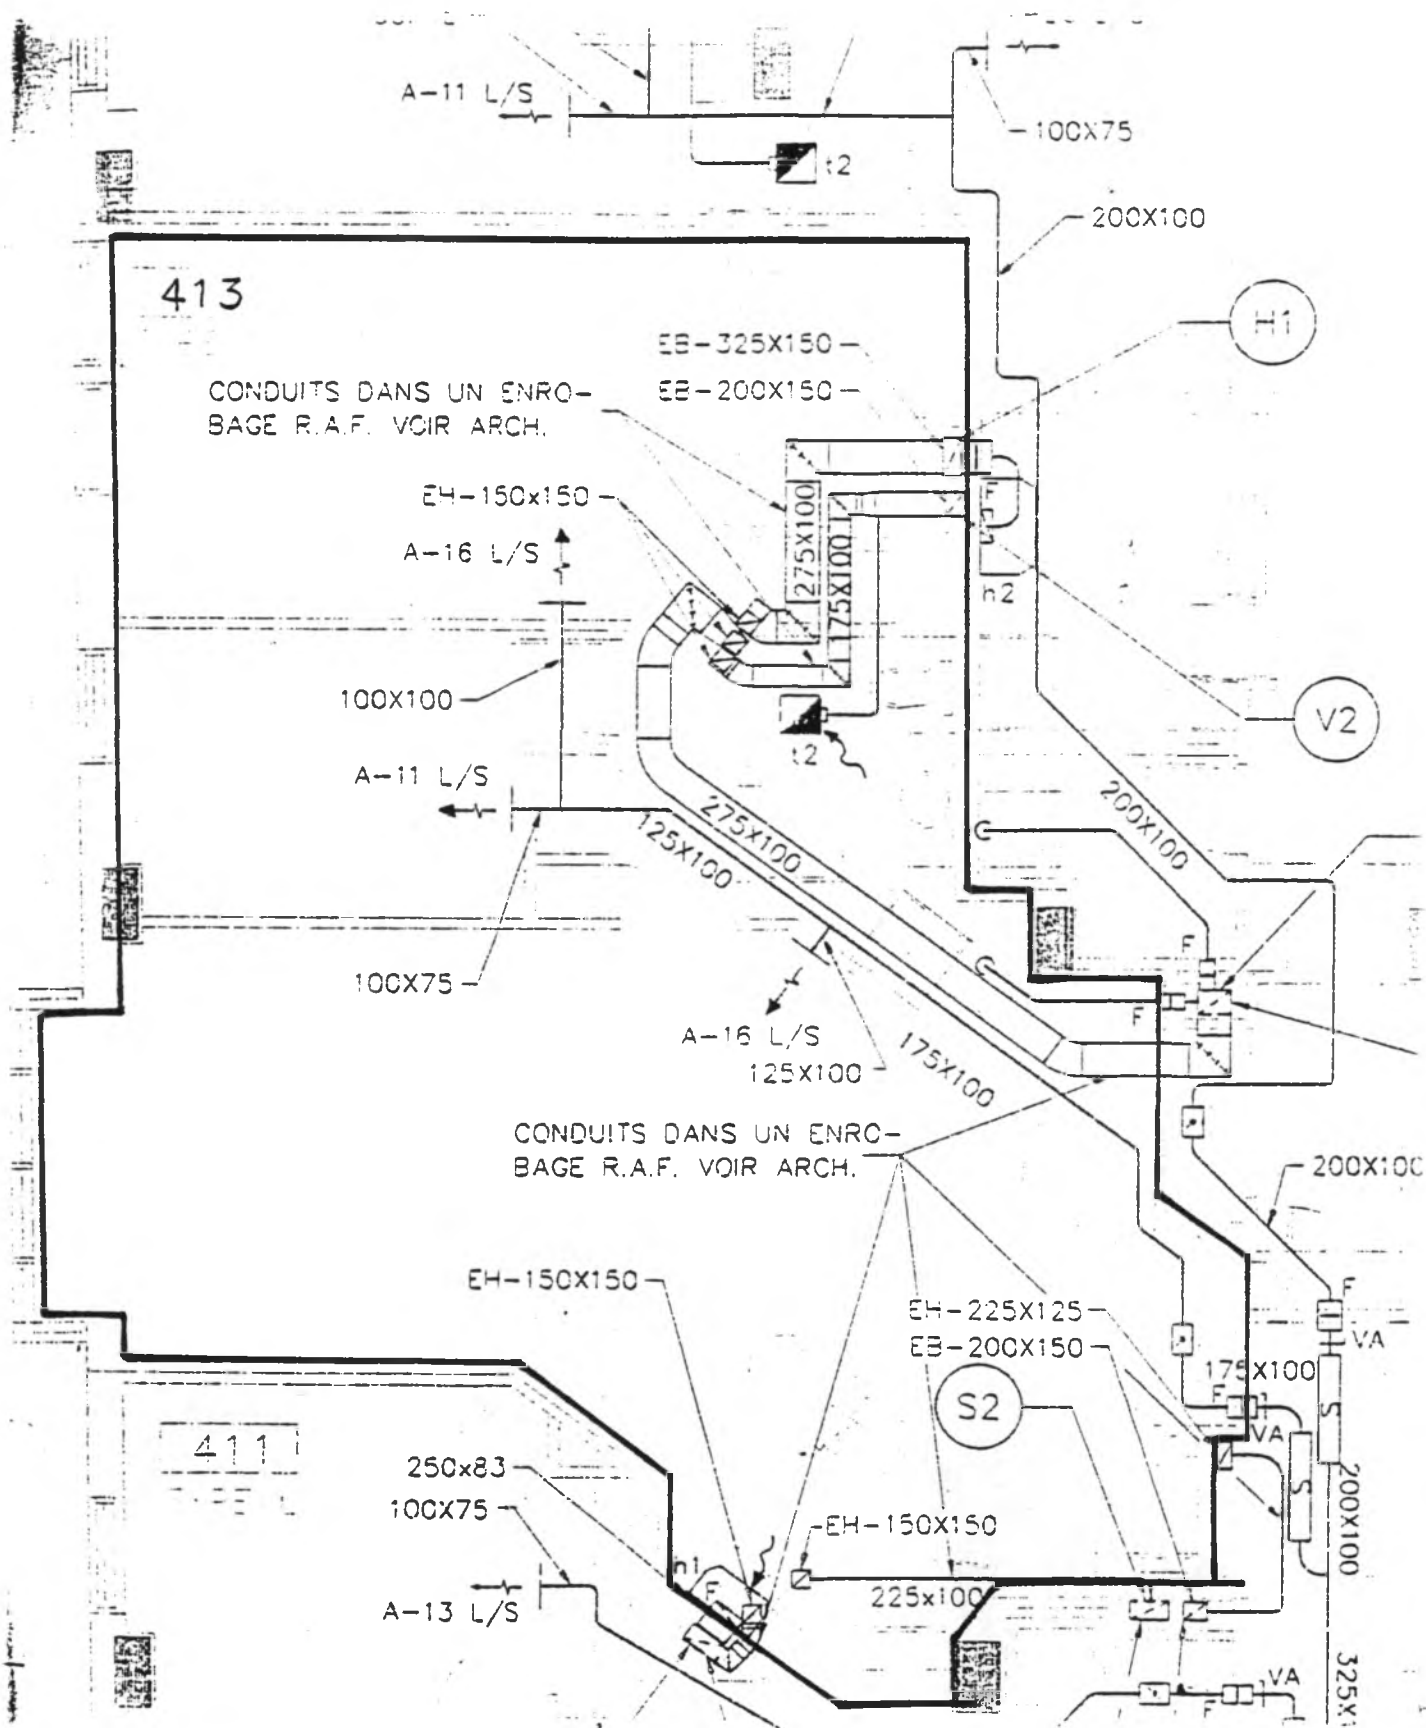 A-11 L/S
100X75
t2
200X100
413
H1
EB-325X150
EB-200X150
CONDUITS DANS UN ENRO-
BAGE R.A.F. VOIR ARCH.
EH-150x150
A-16 L/S
275X100
175X100
F
h2
100X100
V2
t2
A-11 L/S
200X100
275X100
125X100
F
100X75
F
A-16 L/S
125X100
175X100
CONDUITS DANS UN ENRO-
BAGE R.A.F. VOIR ARCH.
200X100
EH-150X150
F
EH-225X125
VA
EB-200X150
175X100
F
S2
S
VA
411
250x83
S
200X100
100X75
EH-150X150
h1
F
225x100
A-13 L/S
VA
F
325X1